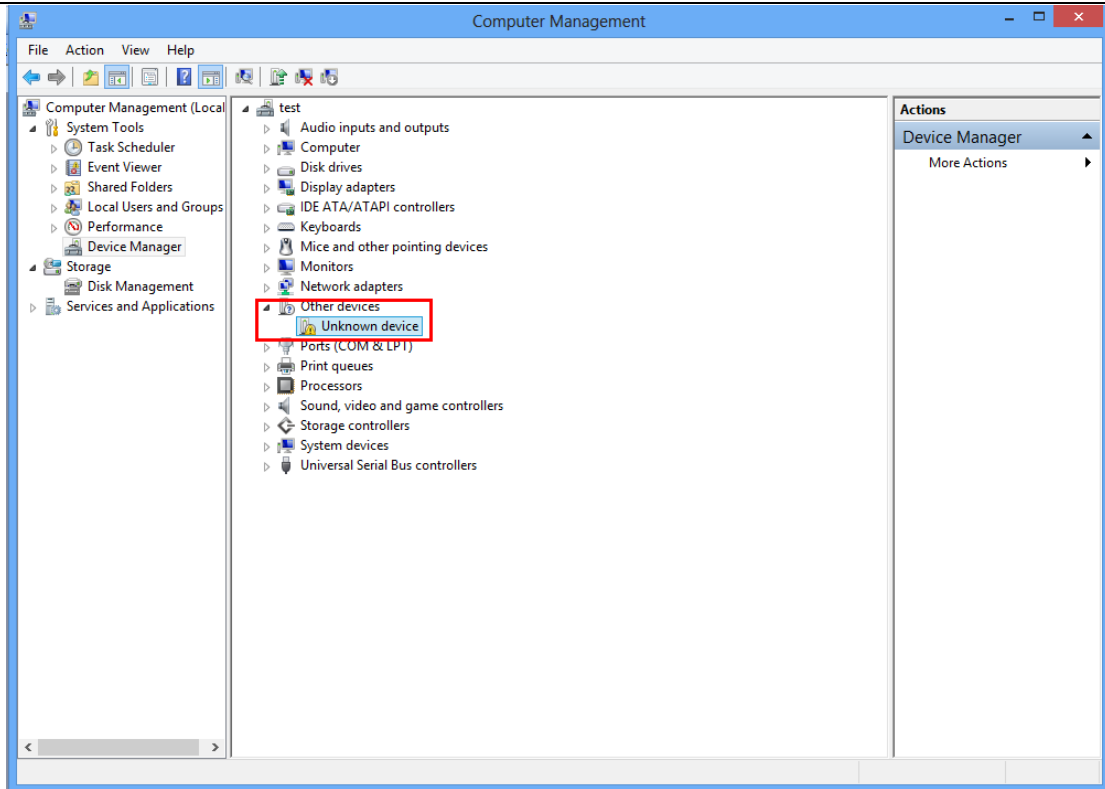 Computer Management
File Action View Help
Computer Management (Local
System Tools
Task Scheduler
Event Viewer
Shared Folders
Local Users and Groups
Performance
Device Manager
Storage
Disk Management
Services and Applications
test
Audio inputs and outputs
Computer
Disk drives
Display adapters
IDE ATA/ATAPI controllers
Keyboards
Mice and other pointing devices
Monitors
Network adapters
Other devices
Unknown device
Ports (COM & LPT)
Print queues
Processors
Sound, video and game controllers
Storage controllers
System devices
Universal Serial Bus controllers
Actions
Device Manager
More Actions